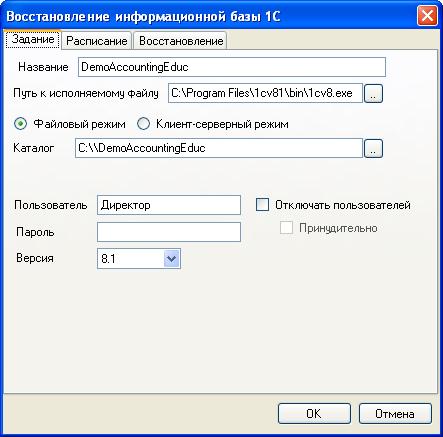 Восстановление информационной базы 1С
Задание Расписание Восстановление
Название DemoAccountingEduc
Путь к исполняемому файлу C:\Program Files\1cv81\bin\1cv8.exe ..
Файловый режим Клиент-серверный режим
Каталог C:\\DemoAccountingEduc ..
Пользователь Директор Отключать пользователей
Пароль Принудительно
Версия 8.1
OK Отмена